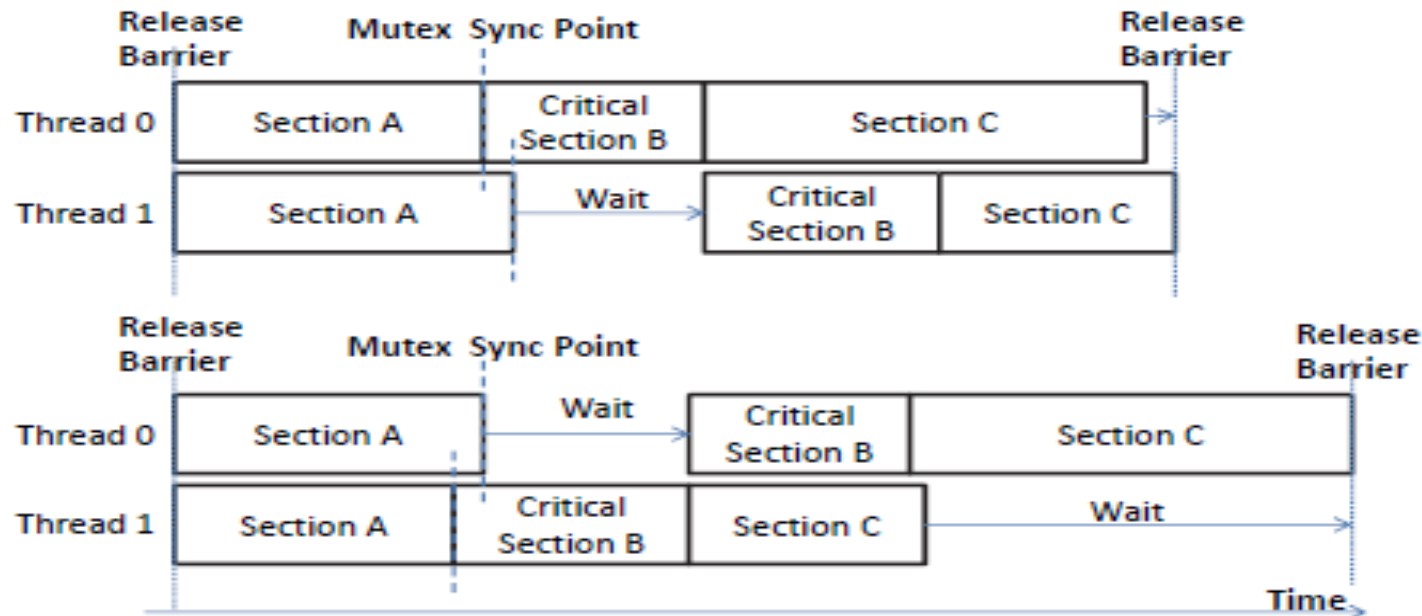 Release
Barrier
Mutex Sync Point
Release
Barrier
Thread 0
Section A
Critical
Section B
Section C
Thread 1
Section A
Wait
Critical
Section B
Section C
Release
Barrier
Mutex Sync Point
Release
Barrier
Thread 0
Section A
Wait
Critical
Section B
Section C
Thread 1
Section A
Critical
Section B
Section C
Wait
Time